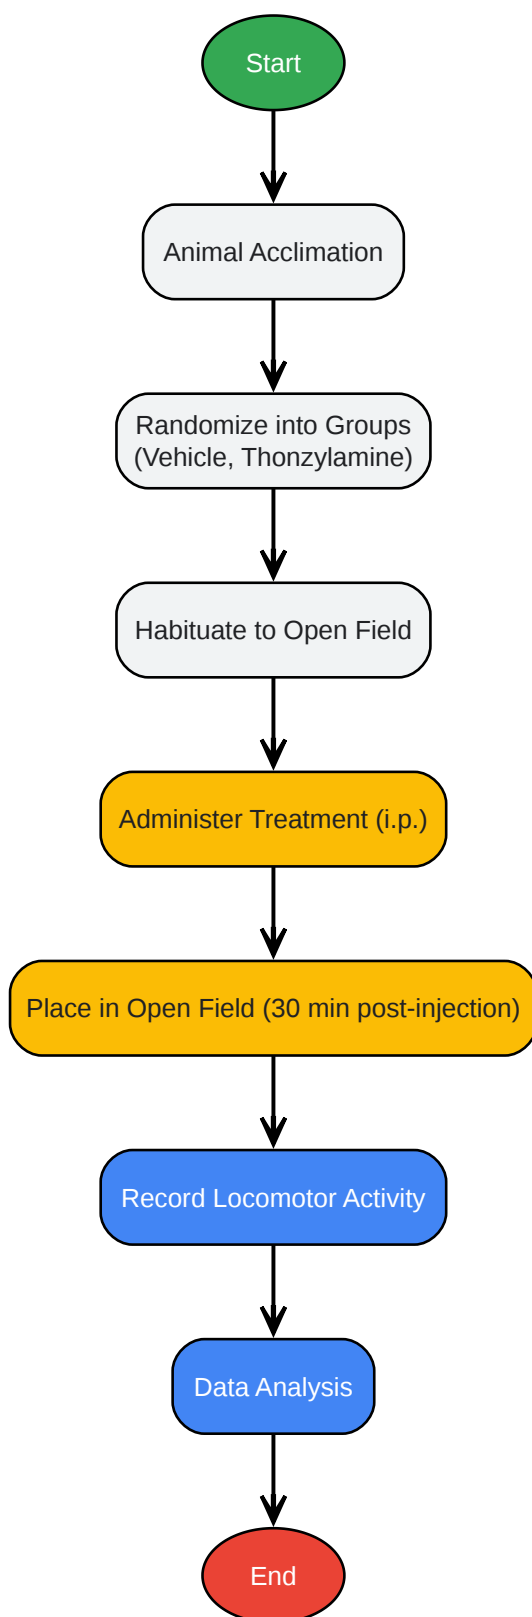 Start
Animal Acclimation
Randomize into Groups
(Vehicle, Thonzylamine)
Habituate to Open Field
Administer Treatment (i.p.)
Place in Open Field (30 min post-injection)
Record Locomotor Activity
Data Analysis
End